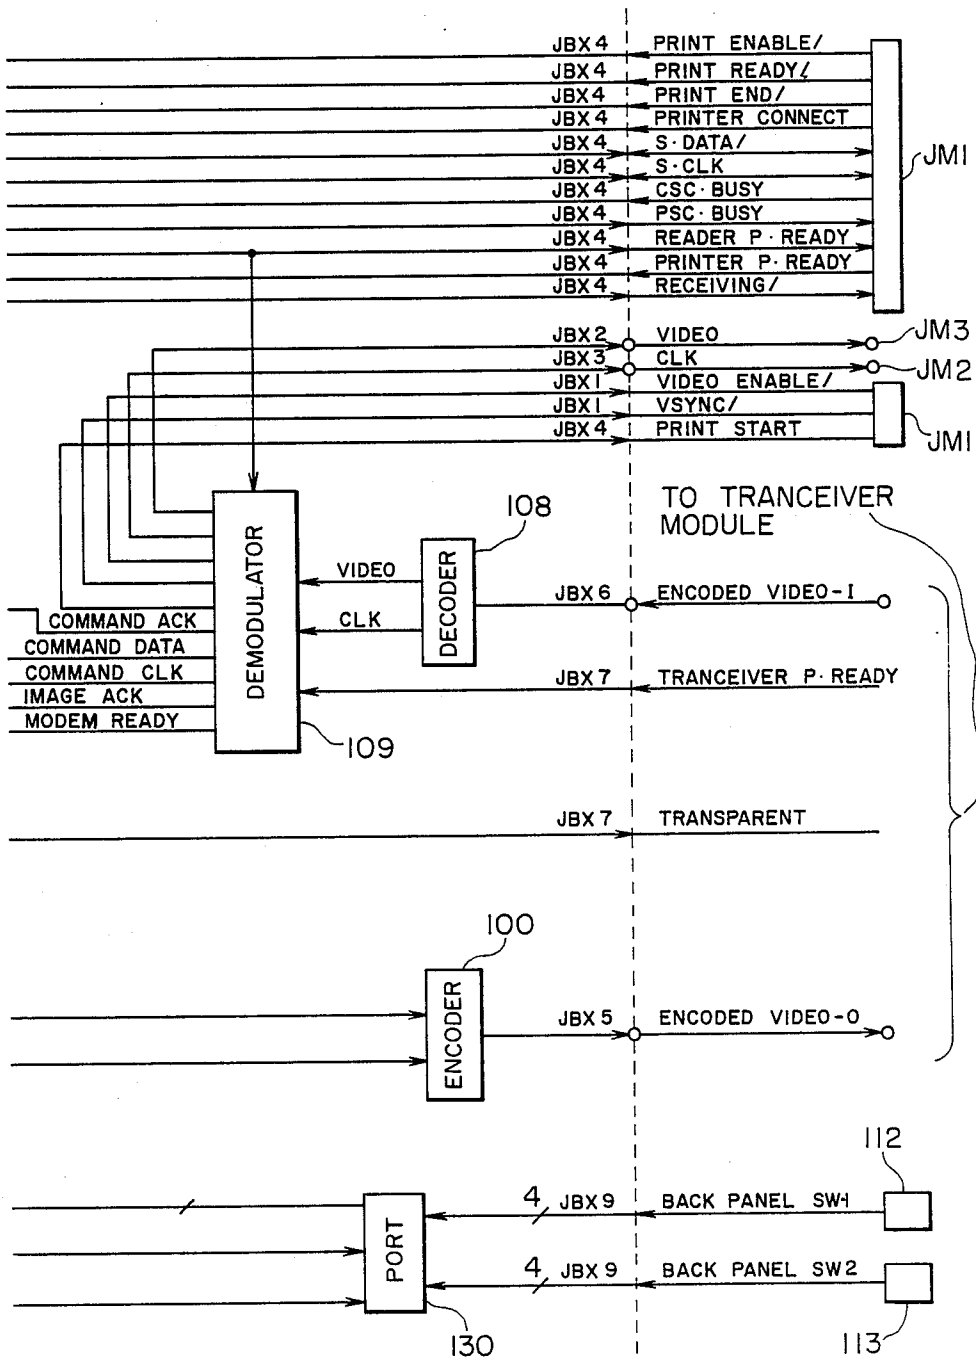 JBX4 PRINT ENABLE/
JBX4 PRINT READY/
JBX4 PRINT END/
JBX4 PRINTER CONNECT
JBX4 S·DATA/
JM1
JBX4 S·CLK
JBX4 CSC·BUSY
JBX4 PSC·BUSY
JBX4 READER P·READY
JBX4 PRINTER P·READY
JBX4 RECEIVING/
JBX2 VIDEO JM3
JBX3 CLK JM2
JBX1 VIDEO ENABLE/
JBX1 VSYNC/
JBX4 PRINT START JM1
TO TRANCEIVER
MODULE
108
DEMODULATOR
DECODER
VIDEO
JBX6 ENCODED VIDEO-I
COMMAND ACK CLK
COMMAND DATA
COMMAND CLK JBX7 TRANCEIVER P·READY
IMAGE ACK
MODEM READY
109
JBX7 TRANSPARENT
100
ENCODER
JBX5 ENCODED VIDEO-O
112
PORT
4 JBX9 BACK PANEL SW-1
4 JBX9 BACK PANEL SW2
130
113